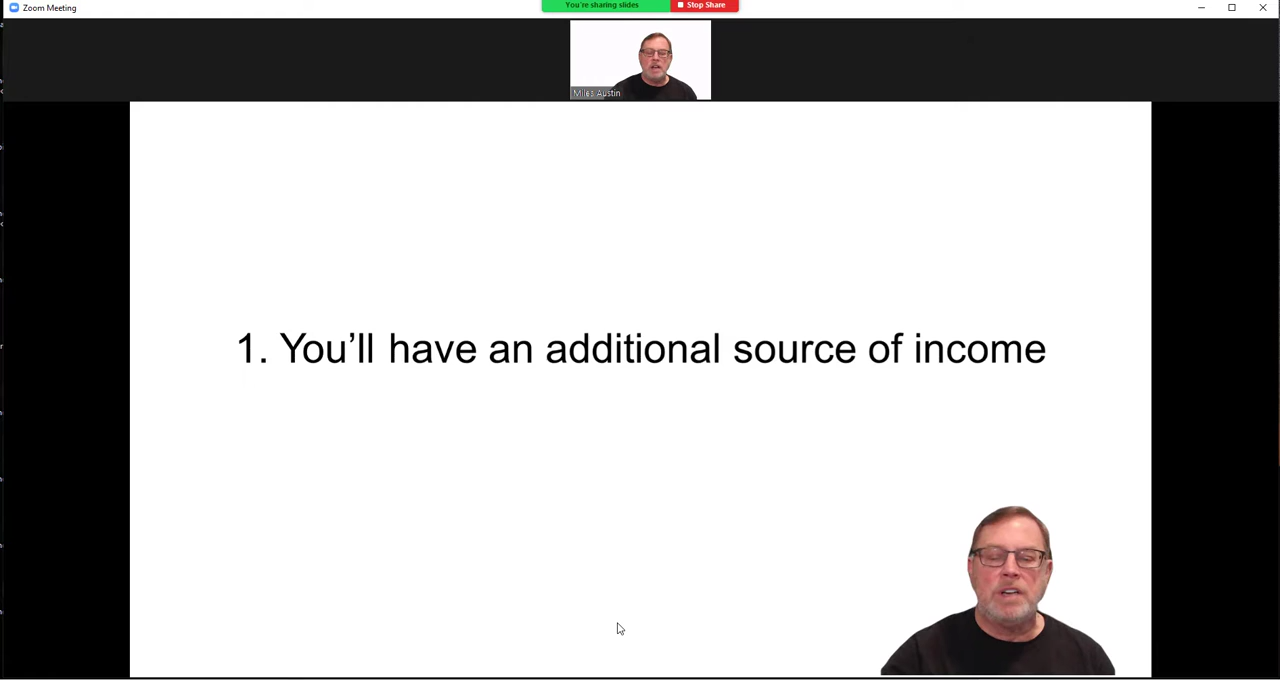 Zoom Meeting
You're sharing slides
Stop Share
Miles Austin
1. You’ll have an additional source of income